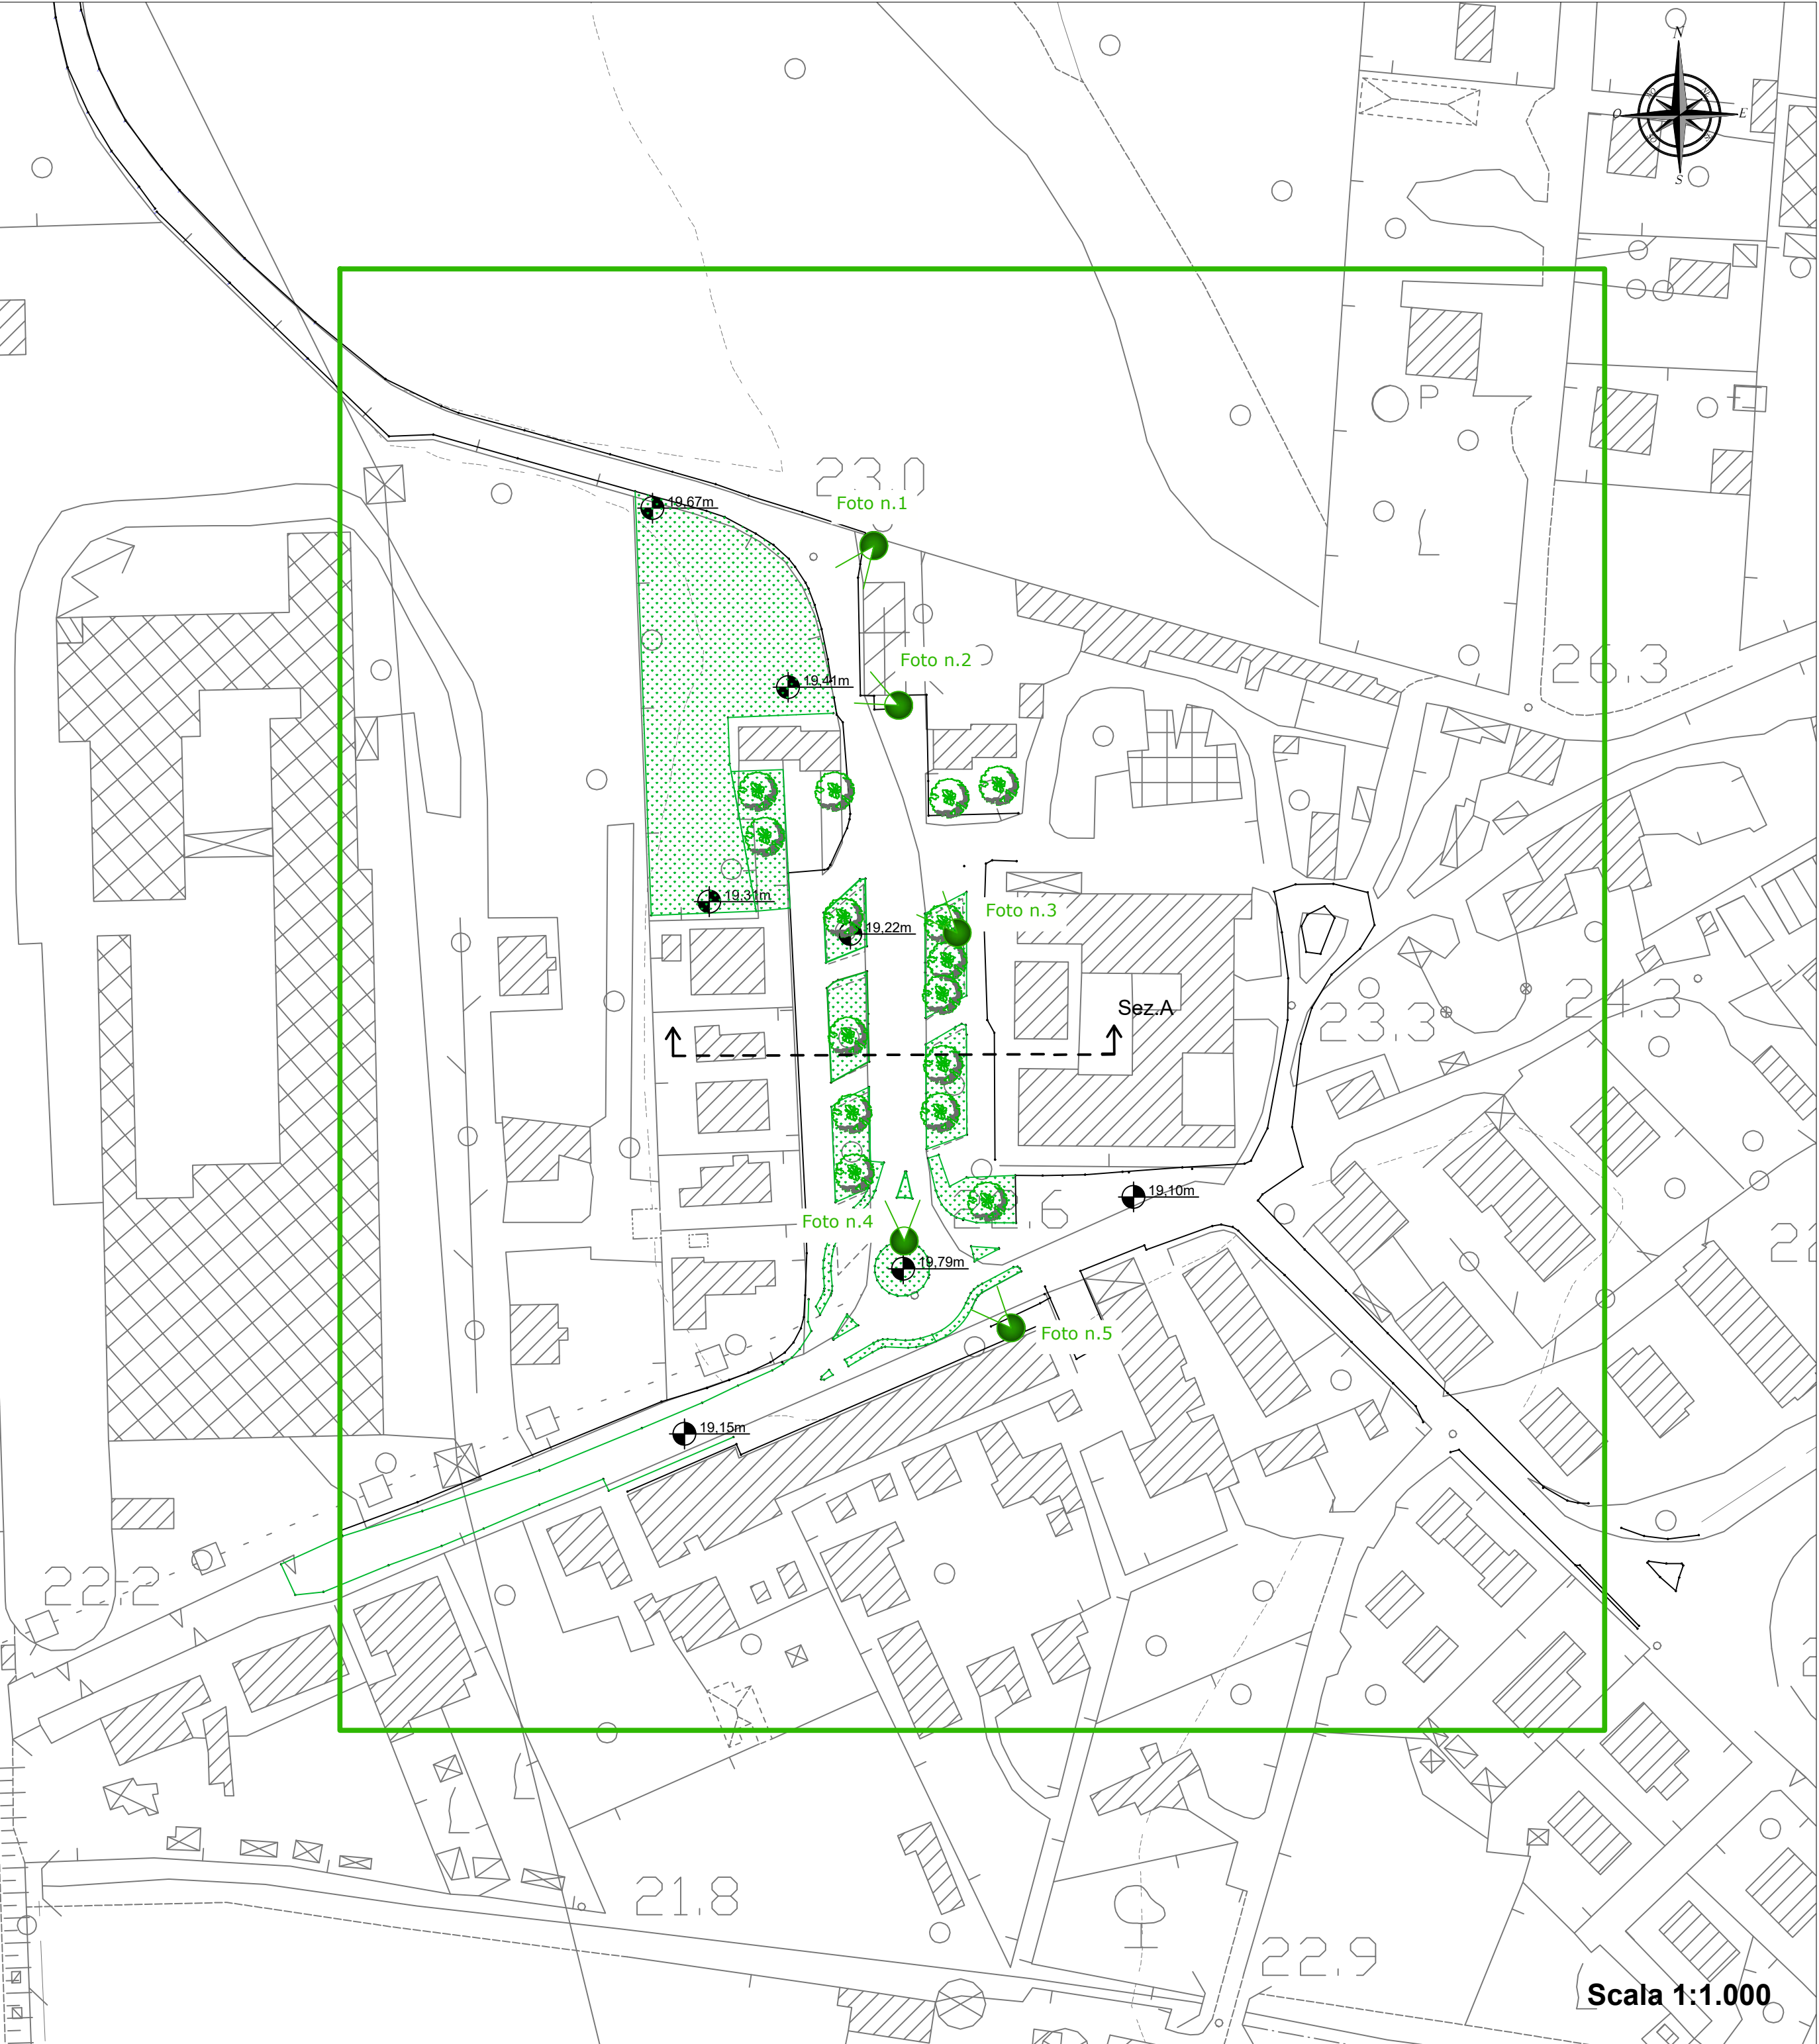 N
O
E
S
23.0
Foto n.1
19,67m
P
Foto n.2
26.3
19,41m
Foto n.3
19,31m
19,22m
Sez.A
24.3
23.3
19,10m
Foto n.4
19,79m
Foto n.5
19,15m
22.2
21.8
22.9
Scala 1:1.000